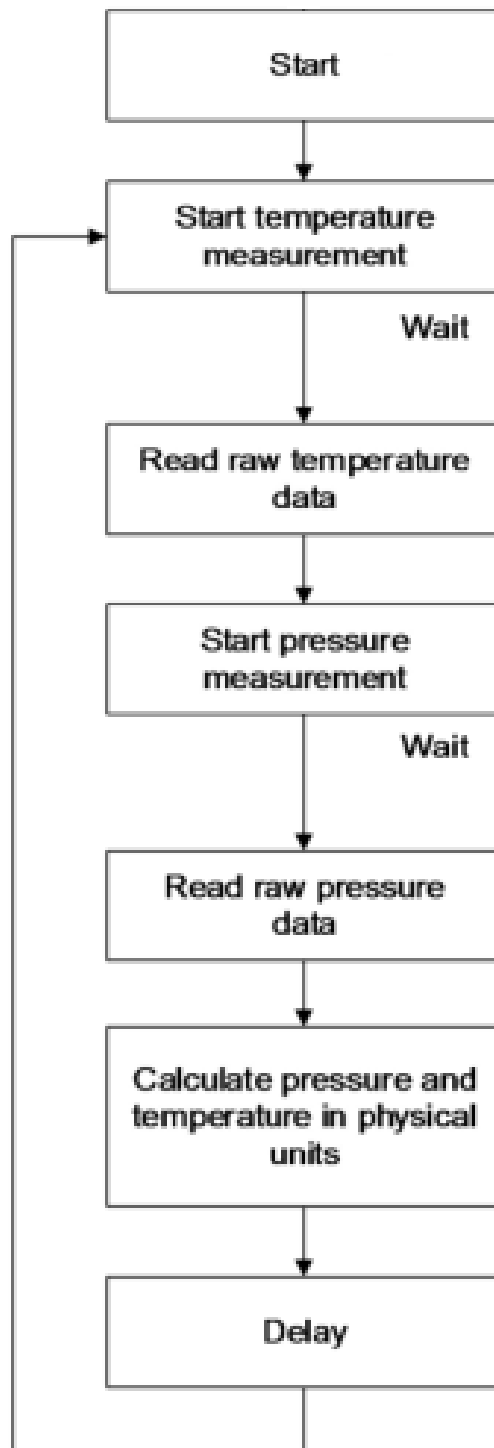 Start
Start temperature
measurement
Wait
Read raw temperature
data
Start pressure
measurement
Wait
Read raw pressure
data
Calculate pressure and
temperature in physical
units
Delay